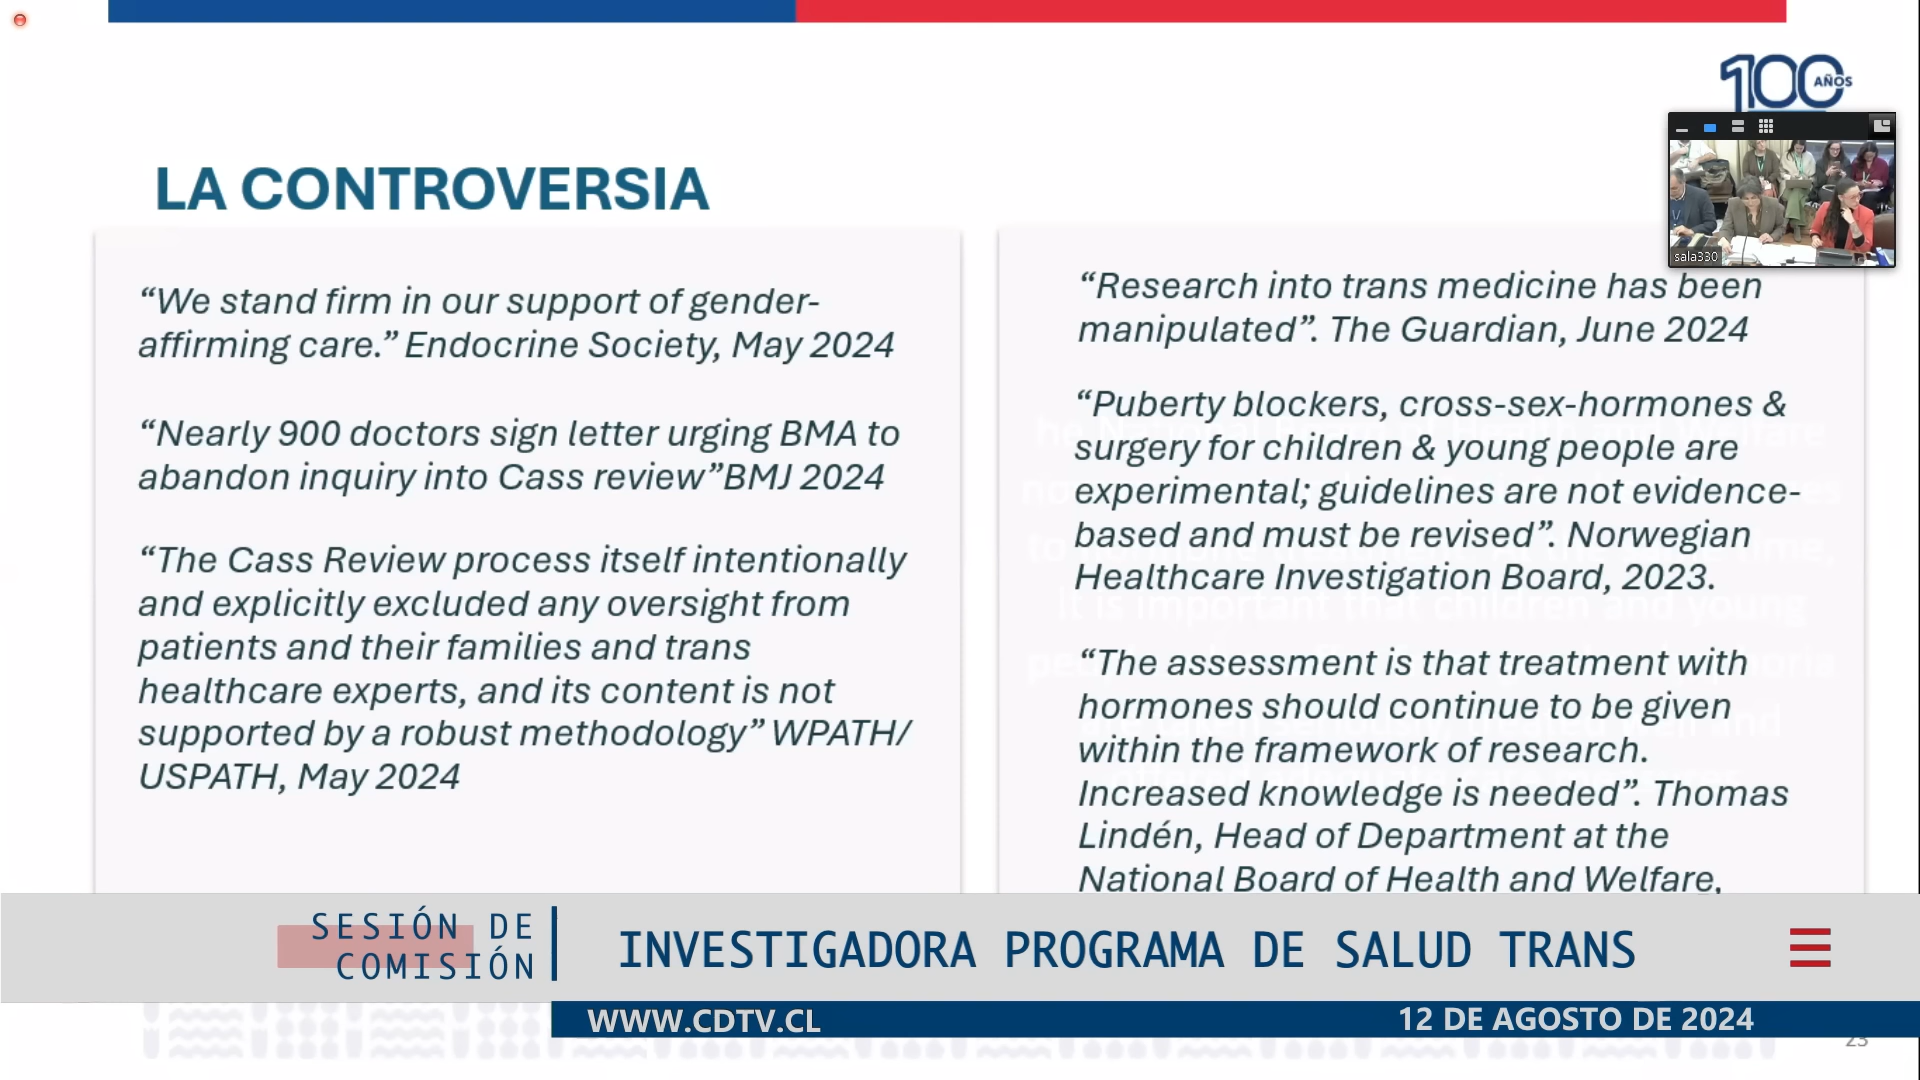 100
AÑOS
sala330
LA CONTROVERSIA
“We stand firm in our support of gender-
affirming care.” Endocrine Society, May 2024
“Nearly 900 doctors sign letter urging BMA to
abandon inquiry into Cass review”BMJ 2024
“The Cass Review process itself intentionally
and explicitly excluded any oversight from
patients and their families and trans
healthcare experts, and its content is not
supported by a robust methodology” WPATH/
USPATH, May 2024
“Research into trans medicine has been
manipulated”. The Guardian, June 2024
“Puberty blockers, cross-sex-hormones &
surgery for children & young people are
experimental; guidelines are not evidence-
based and must be revised”. Norwegian
Healthcare Investigation Board, 2023.
“The assessment is that treatment with
hormones should continue to be given
within the framework of research.
Increased knowledge is needed”. Thomas
Lindén, Head of Department at the
National Board of Health and Welfare,
SESIÓN DE
COMISIÓN
INVESTIGADORA PROGRAMA DE SALUD TRANS
WWW.CDTV.CL
12 DE AGOSTO DE 2024
23